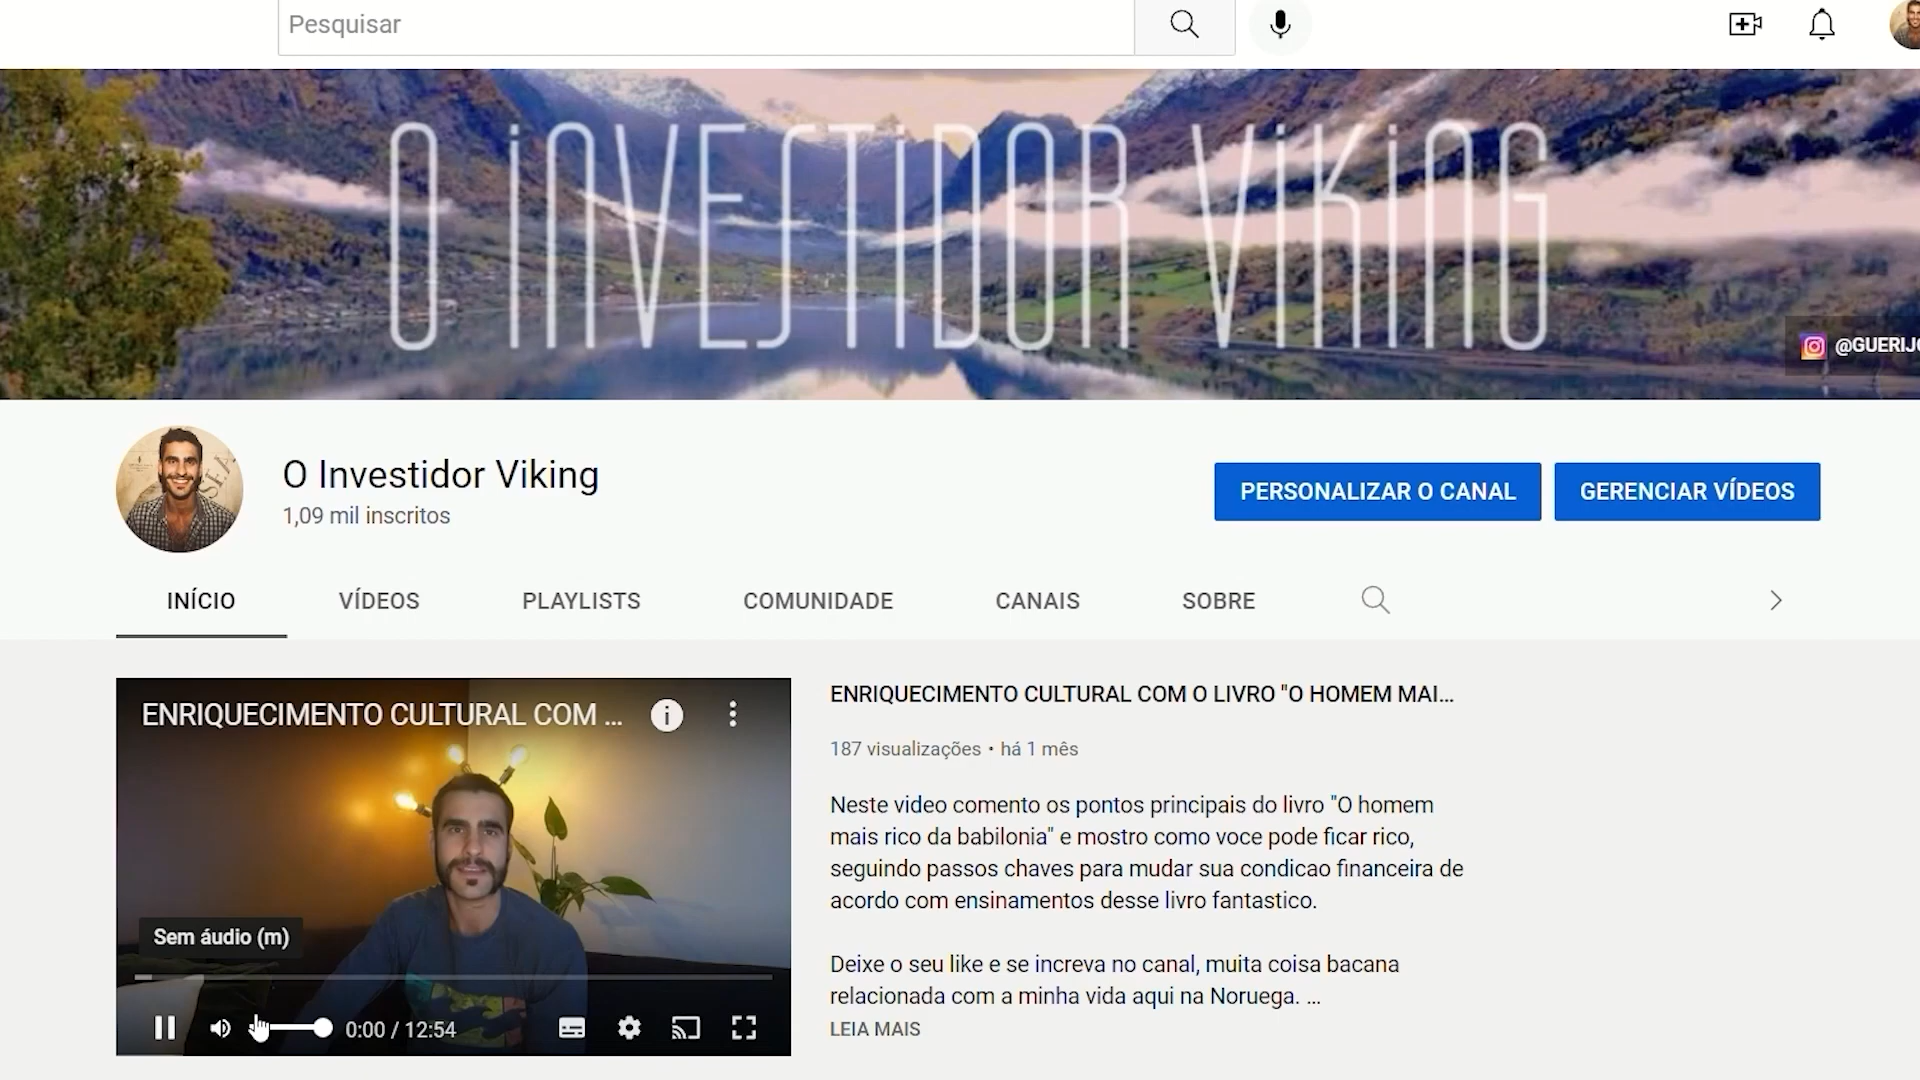 Pesquisar
O INVESTIDOR VIKING
O Investidor Viking
1,09 mil inscritos
PERSONALIZAR O CANAL
GERENCIAR VÍDEOS
INÍCIO
VÍDEOS
PLAYLISTS
COMUNIDADE
CANAIS
SOBRE
ENRIQUECIMENTO CULTURAL COM ...
Sem áudio (m)
0:00 / 12:54
ENRIQUECIMENTO CULTURAL COM O LIVRO "O HOMEM MAI...
187 visualizações • há 1 mês
Neste video comento os pontos principais do livro "O homem
mais rico da babilonia" e mostro como voce pode ficar rico,
seguindo passos chaves para mudar sua condicao financeira de
acordo com ensinamentos desse livro fantastico.
Deixe o seu like e se increva no canal, muita coisa bacana
relacionada com a minha vida aqui na Noruega. ...
LEIA MAIS